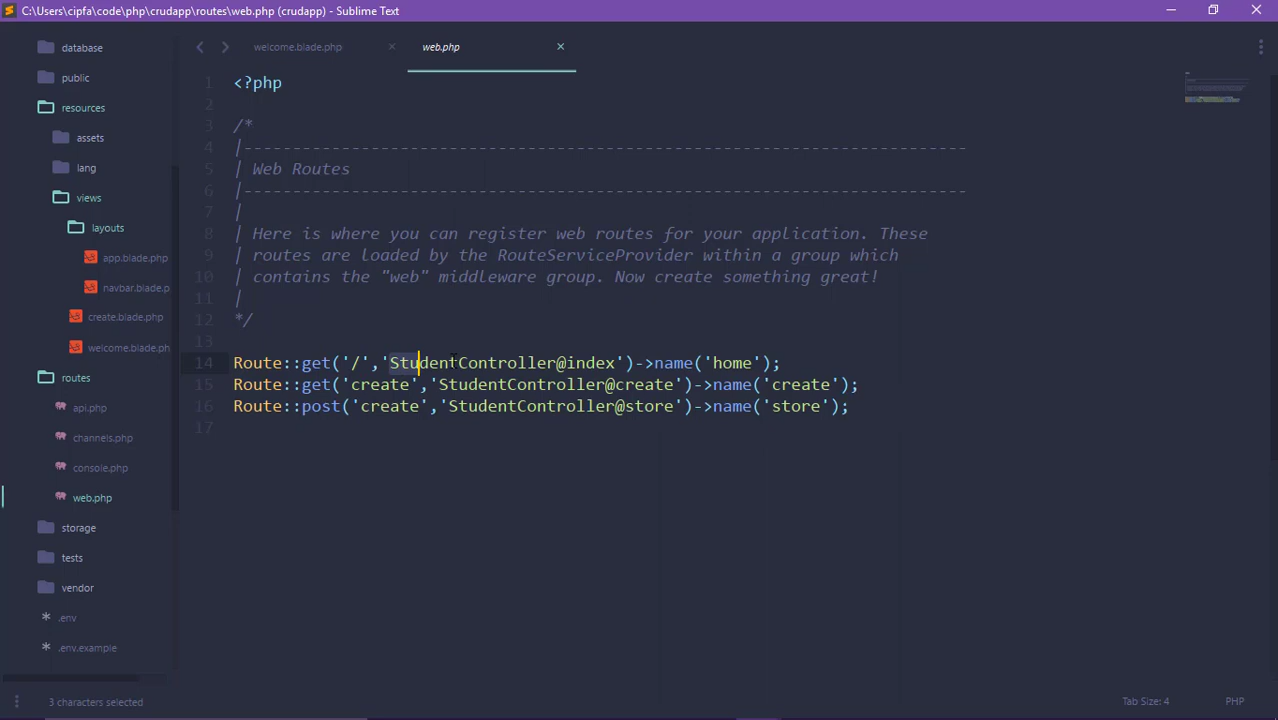 C:\Users\cipfa\code\php\crudapp\routes\web.php (crudapp) - Sublime Text
database
public
resources
assets
lang
views
layouts
app.blade.php
navbar.blade.p
create.blade.php
welcome.blade.ph
routes
api.php
channels.php
console.php
web.php
storage
tests
vendor
.env
.env.example
welcome.blade.php
web.php
1 <?php
2
3 /*
4 |--------------------------------------------------------------------------
5 | Web Routes
6 |--------------------------------------------------------------------------
7 |
8 | Here is where you can register web routes for your application. These
9 | routes are loaded by the RouteServiceProvider within a group which
10 | contains the "web" middleware group. Now create something great!
11 |
12 */
13
14 Route::get('/','StudentController@index')->name('home');
15 Route::get('create','StudentController@create')->name('create');
16 Route::post('create','StudentController@store')->name('store');
17
3 characters selected
Tab Size: 4
PHP